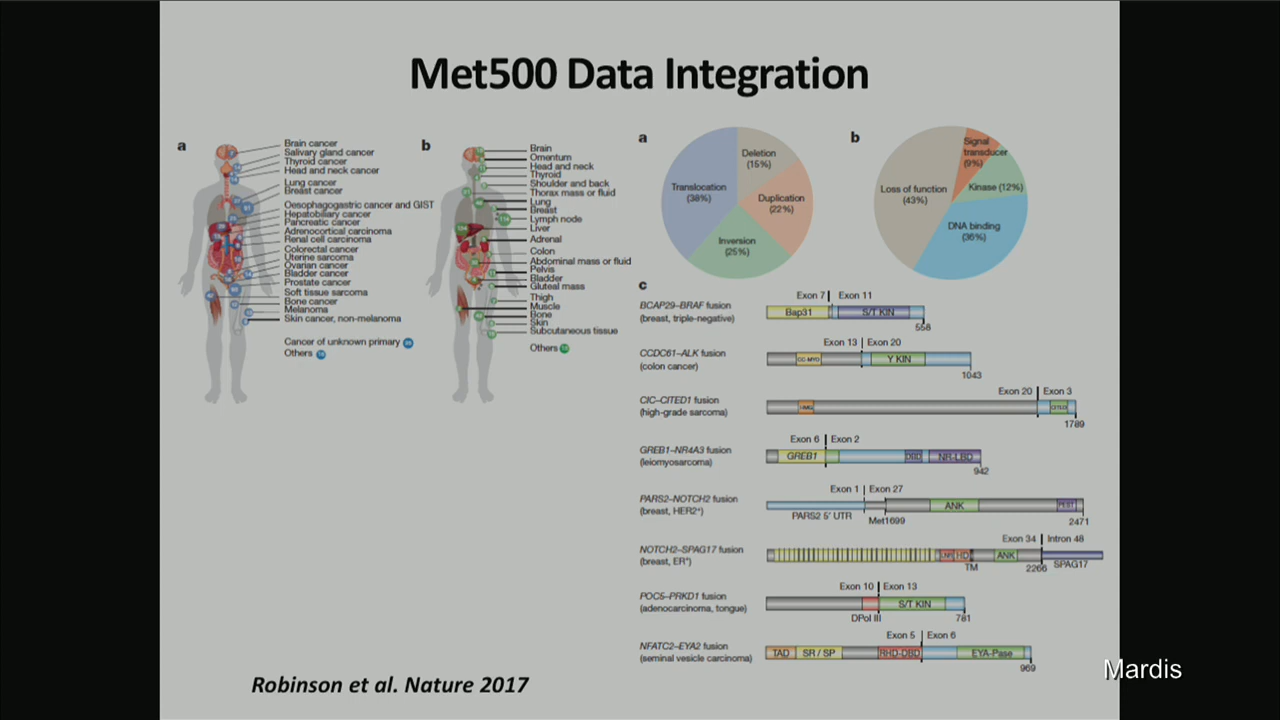 Met500 Data Integration
a
Brain cancer
Salivary gland cancer
Thyroid cancer
Head and neck cancer
Lung cancer
Breast cancer
Oesophagogastric cancer and GIST
Hepatobiliary cancer
Pancreatic cancer
Adrenocortical carcinoma
Renal cell carcinoma
Colorectal cancer
Uterine sarcoma
Ovarian cancer
Bladder cancer
Prostate cancer
Soft tissue sarcoma
Bone cancer
Melanoma
Skin cancer, non-melanoma
Cancer of unknown primary
Others
b
Brain
Omentum
Head and neck
Thyroid
Shoulder and back
Thorax mass or fluid
Lung
Breast
Lymph node
Liver
Adrenal
Colon
Abdominal mass or fluid
Pelvis
Bladder
Gluteal mass
Thigh
Muscle
Bone
Skin
Subcutaneous tissue
Others
a
Deletion
(15%)
Translocation
(38%)
Duplication
(22%)
Inversion
(25%)
b
Signal
transducer
(9%)
Kinase (12%)
Loss of function
(43%)
DNA binding
(36%)
c
Exon 7 Exon 11
BCAP29–BRAF fusion
(breast, triple-negative)
Bap31 S/T KIN
558
Exon 13 Exon 20
CCDC61–ALK fusion
(colon cancer)
CC-MYO Y KIN
1043
Exon 20 Exon 3
CIC–CITED1 fusion
(high-grade sarcoma)
HMG CITED
1789
Exon 6 Exon 2
GREB1–NR4A3 fusion
(leiomyosarcoma)
GREB1 DBD NR-LBD
942
Exon 1 Exon 27
PARS2–NOTCH2 fusion
(breast, HER2+)
ANK PEST
PARS2 5' UTR Met1699 2471
Exon 34 Intron 48
NOTCH2–SPAG17 fusion
(breast, ER+)
LNR HD ANK
TM 2266 SPAG17
Exon 10 Exon 13
POC5–PRKD1 fusion
(adenocarcinoma, tongue)
S/T KIN
DPol III 781
Exon 5 Exon 6
NFATC2–EYA2 fusion
(seminal vesicle carcinoma)
TAD SR / SP RHD-DBD EYA-Pase
969
Robinson et al. Nature 2017
Mardis